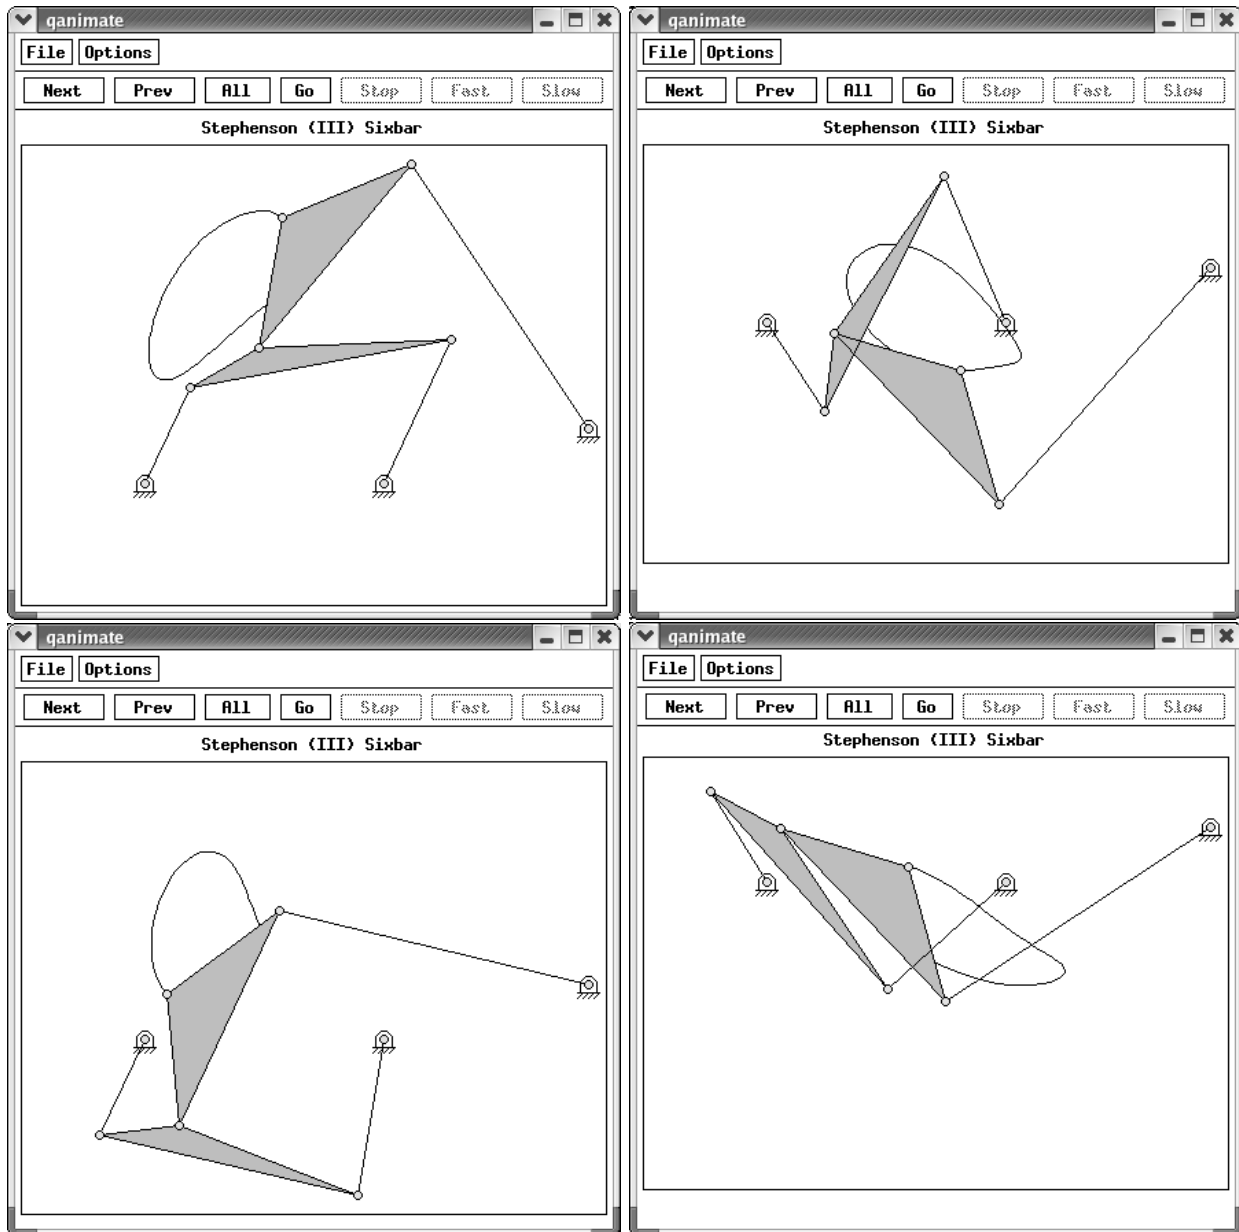 qanimate
File Options
Next Prev All Go Stop Fast Slow
Stephenson (III) Sixbar
qanimate
File Options
Next Prev All Go Stop Fast Slow
Stephenson (III) Sixbar
qanimate
File Options
Next Prev All Go Stop Fast Slow
Stephenson (III) Sixbar
qanimate
File Options
Next Prev All Go Stop Fast Slow
Stephenson (III) Sixbar